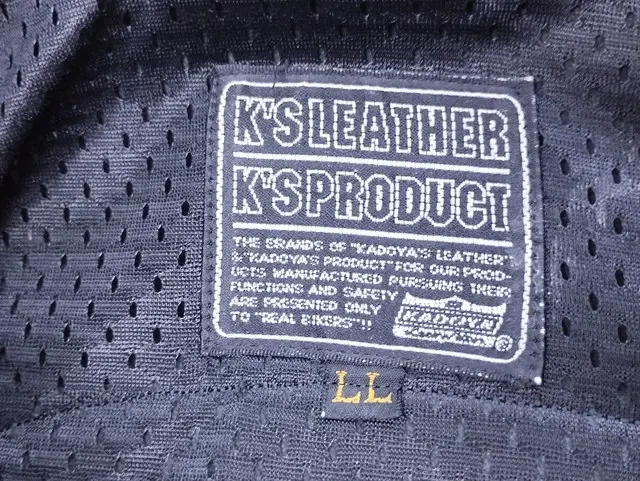 K'S LEATHER
K'S PRODUCT
THE BRANDS OF "KADOYA'S LEATHER"
& "KADOYA'S PRODUCT" FOR OUR PROD-
UCTS MANUFACTURED PURSUING THEIR
FUNCTIONS AND SAFETY
ARE PRESENTED ONLY
TO "REAL BIKERS"!!
KADOYA
®
LL